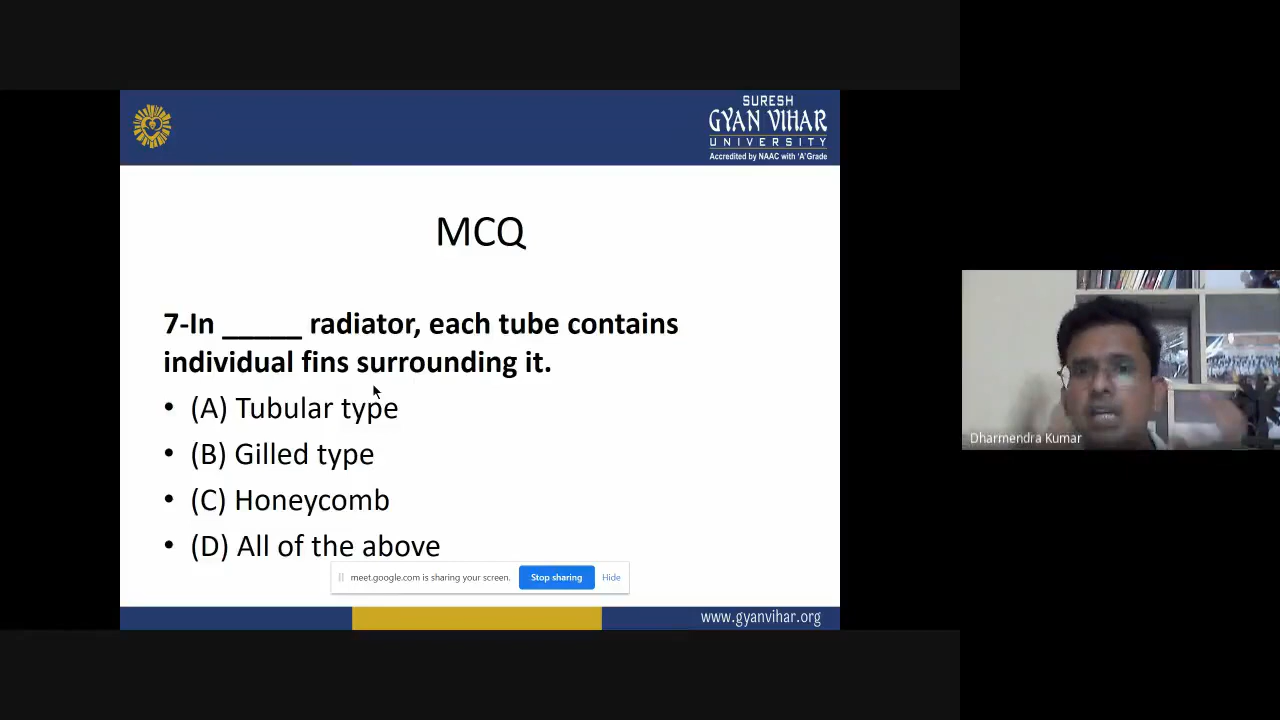 SURESH
GYAN VIHAR
UNIVERSITY
Accredited by NAAC with 'A' Grade
MCQ
7-In _____ radiator, each tube contains
individual fins surrounding it.
• (A) Tubular type
• (B) Gilled type
• (C) Honeycomb
• (D) All of the above
meet.google.com is sharing your screen.
Stop sharing
Hide
www.gyanvihar.org
Dharmendra Kumar